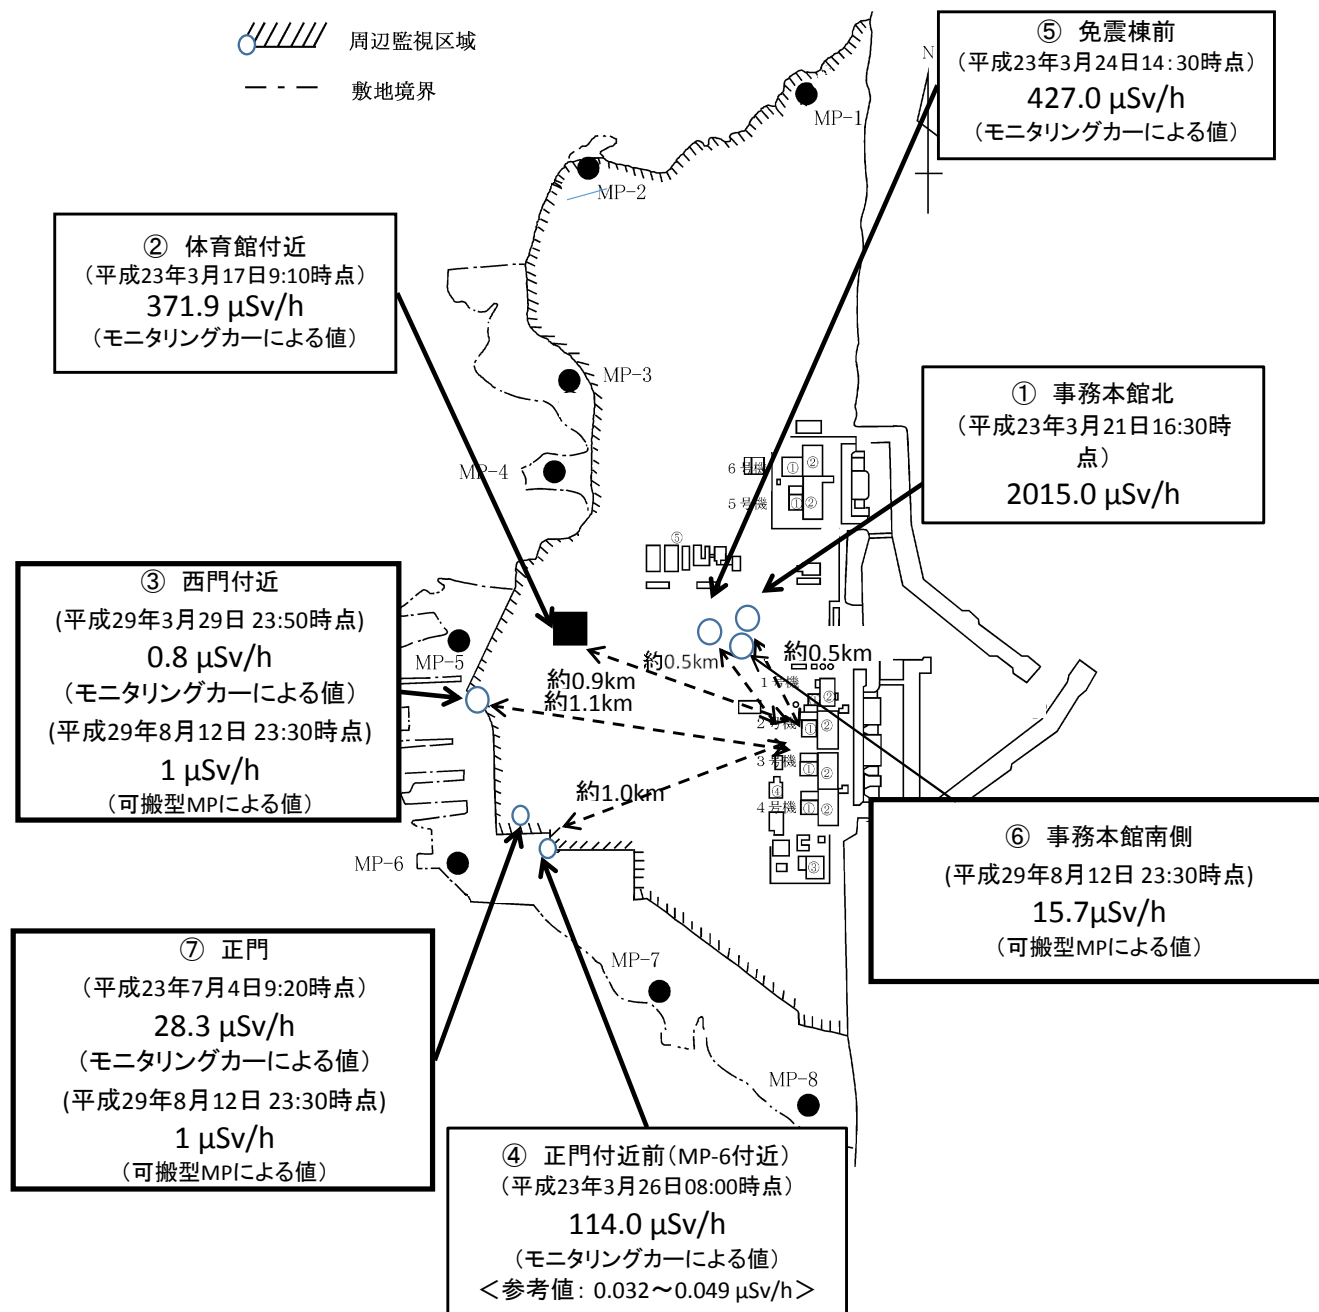 周辺監視区域
敷地境界
⑤ 免震棟前
（平成23年3月24日14:30時点）
427.0 μSv/h
（モニタリングカーによる値）
N
MP-1
MP-2
② 体育館付近
（平成23年3月17日9:10時点）
371.9 μSv/h
（モニタリングカーによる値）
MP-3
① 事務本館北
（平成23年3月21日16:30時
点）
2015.0 μSv/h
MP-4
6号機
①
②
5号機
①
②
⑤
③ 西門付近
(平成29年3月29日 23:50時点)
0.8 μSv/h
（モニタリングカーによる値）
(平成29年8月12日 23:30時点)
1 μSv/h
（可搬型MPによる値）
MP-5
約0.5km
約0.5km
約0.9km
約1.1km
1号機
②
2号機
①
②
3号機
①
②
約1.0km
④
4号機
①
②
③
MP-6
⑥ 事務本館南側
(平成29年8月12日 23:30時点)
15.7μSv/h
（可搬型MPによる値）
⑦ 正門
（平成23年7月4日9:20時点）
28.3 μSv/h
（モニタリングカーによる値）
(平成29年8月12日 23:30時点)
1 μSv/h
（可搬型MPによる値）
MP-7
MP-8
④ 正門付近前（MP-6付近）
（平成23年3月26日08:00時点）
114.0 μSv/h
（モニタリングカーによる値）
＜参考値： 0.032～0.049 μSv/h＞